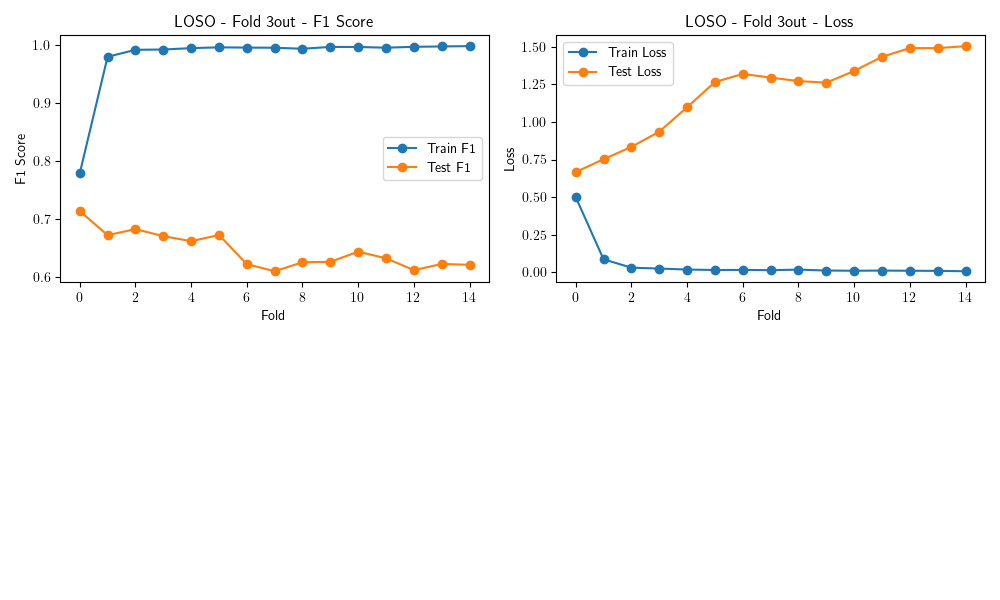 LOSO - Fold 3out - F1 Score
1.0
0.9
0.8
0.7
0.6
F1 Score
Train F1
Test F1
0 2 4 6 8 10 12 14
Fold
LOSO - Fold 3out - Loss
1.50
1.25
1.00
0.75
0.50
0.25
0.00
Loss
Train Loss
Test Loss
0 2 4 6 8 10 12 14
Fold